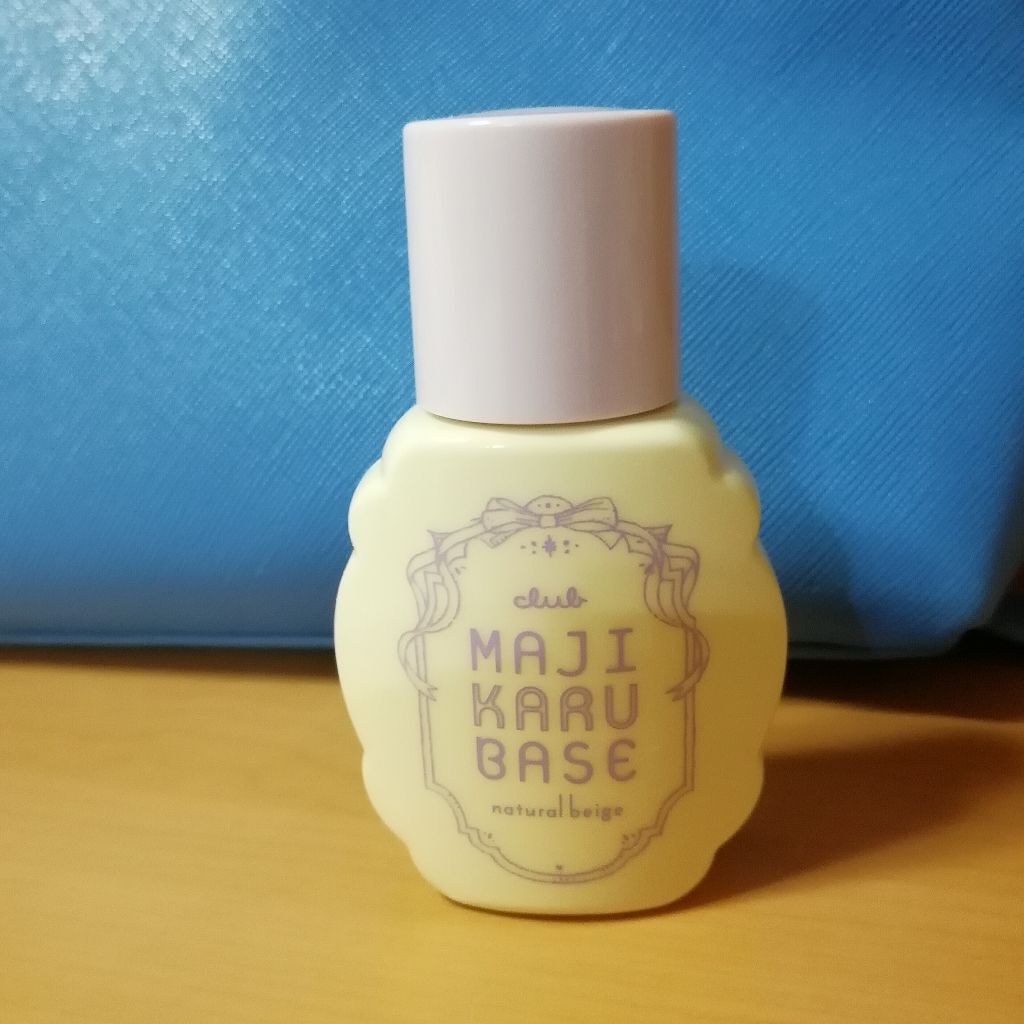 club
MAJI
KARU
BASE
natural beige